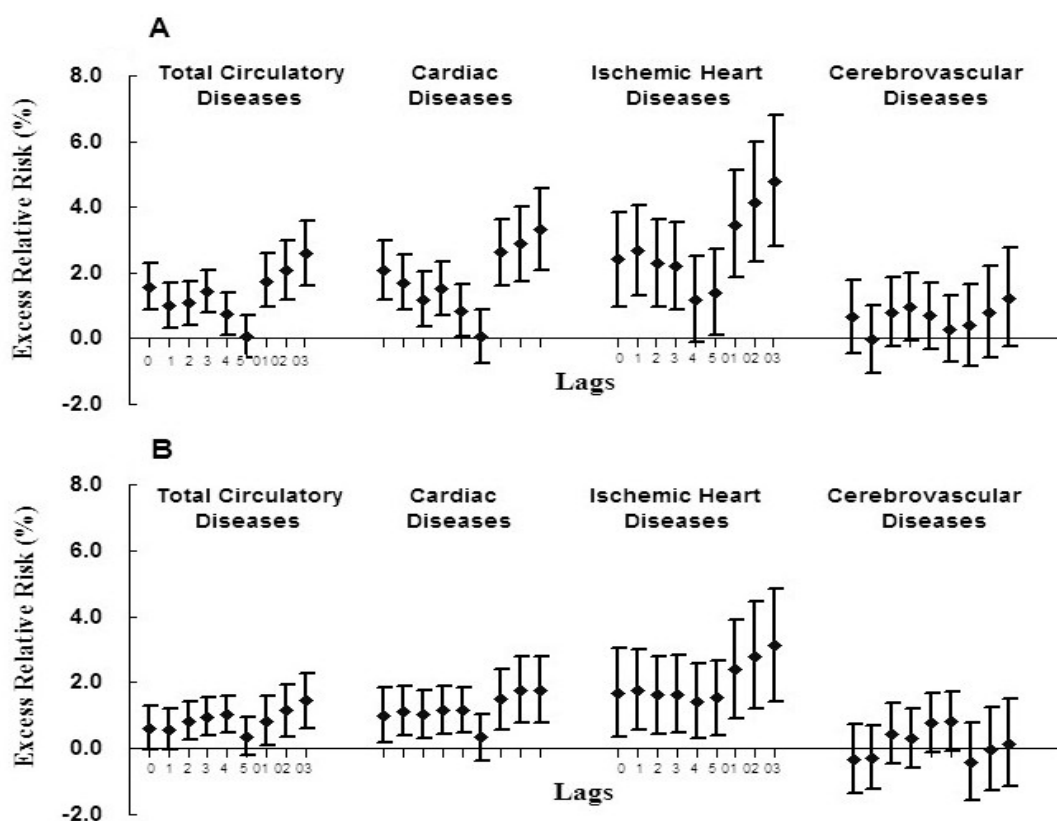 A
Total Circulatory Diseases
Cardiac Diseases
Ischemic Heart Diseases
Cerebrovascular Diseases
Excess Relative Risk (%)
8.0
6.0
4.0
2.0
0.0
-2.0
0 1 2 3 4 5 01 02 03
0 1 2 3 4 5 01 02 03
Lags
B
Total Circulatory Diseases
Cardiac Diseases
Ischemic Heart Diseases
Cerebrovascular Diseases
Excess Relative Risk (%)
8.0
6.0
4.0
2.0
0.0
-2.0
0 1 2 3 4 5 01 02 03
0 1 2 3 4 5 01 02 03
Lags